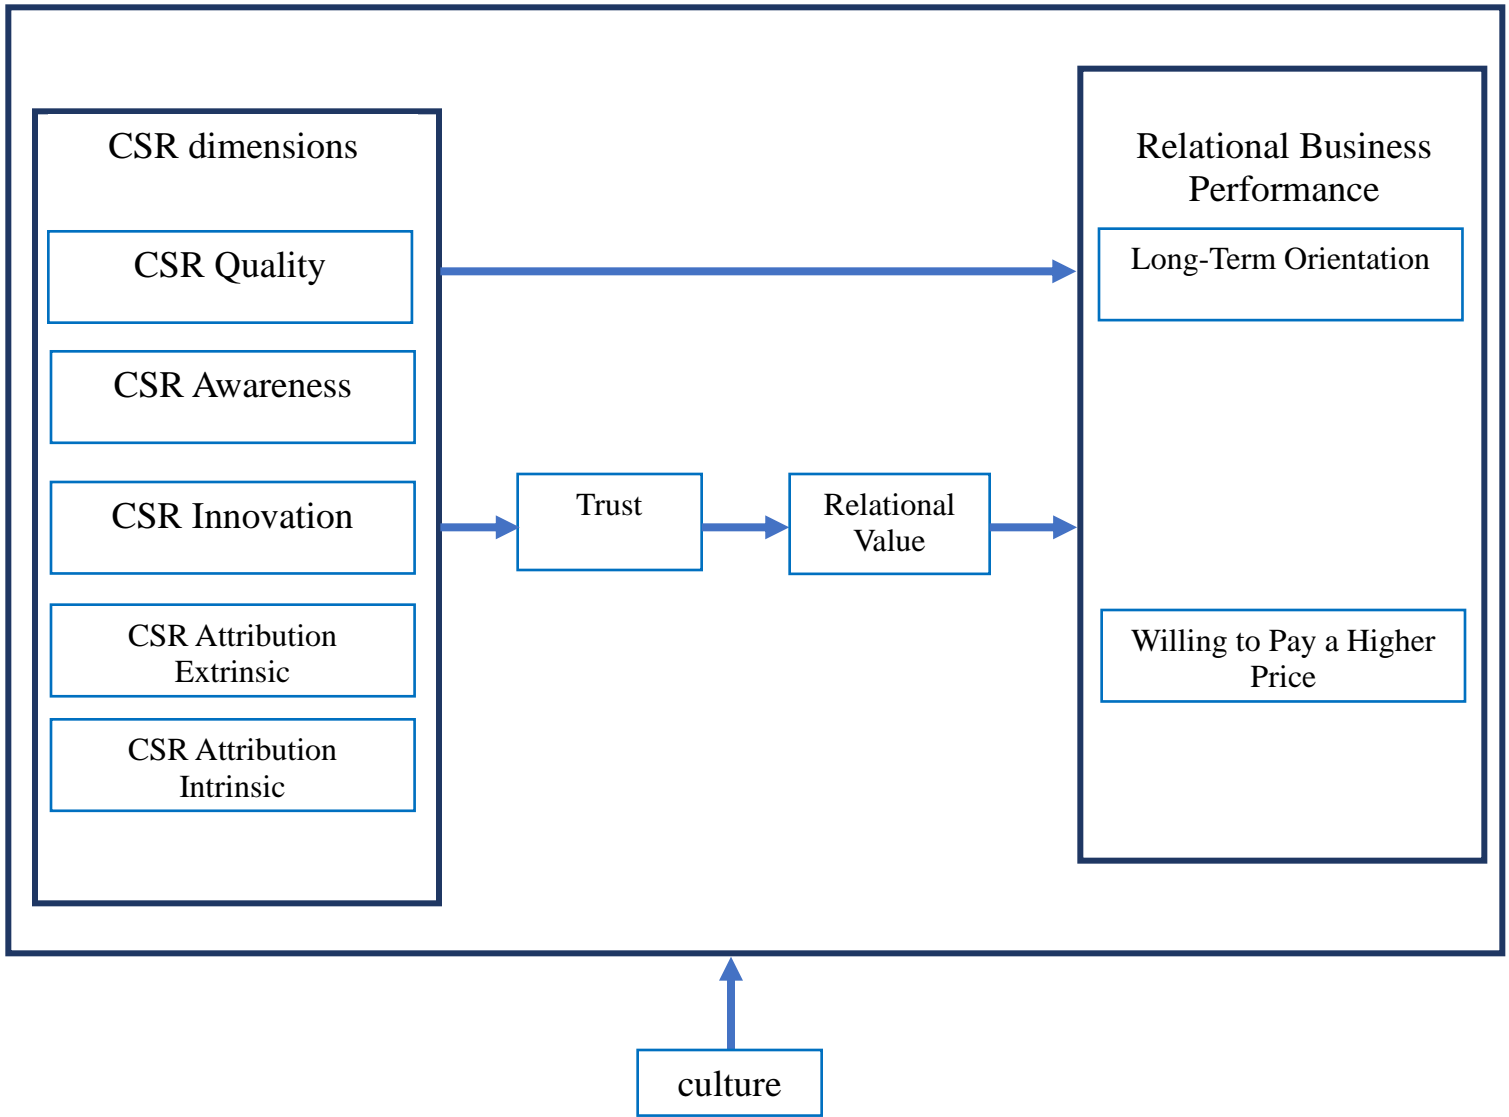 CSR dimensions
CSR Quality
CSR Awareness
CSR Innovation
CSR Attribution
Extrinsic
CSR Attribution
Intrinsic
Trust
Relational
Value
Relational Business
Performance
Long-Term Orientation
Willing to Pay a Higher
Price
culture